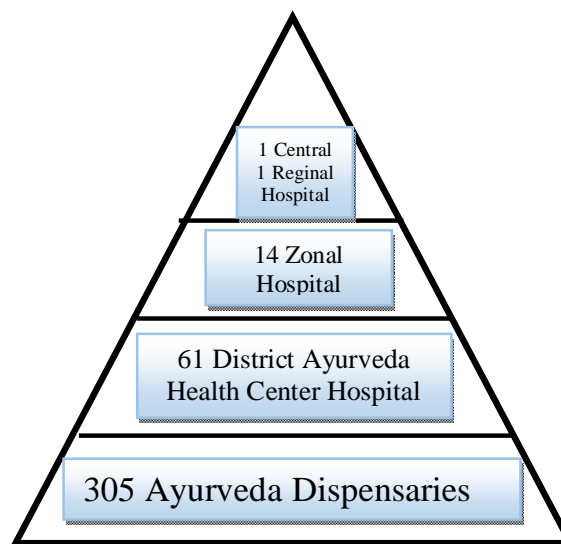 1 Central
1 Reginal
Hospital
14 Zonal
Hospital
61 District Ayurveda
Health Center Hospital
305 Ayurveda Dispensaries